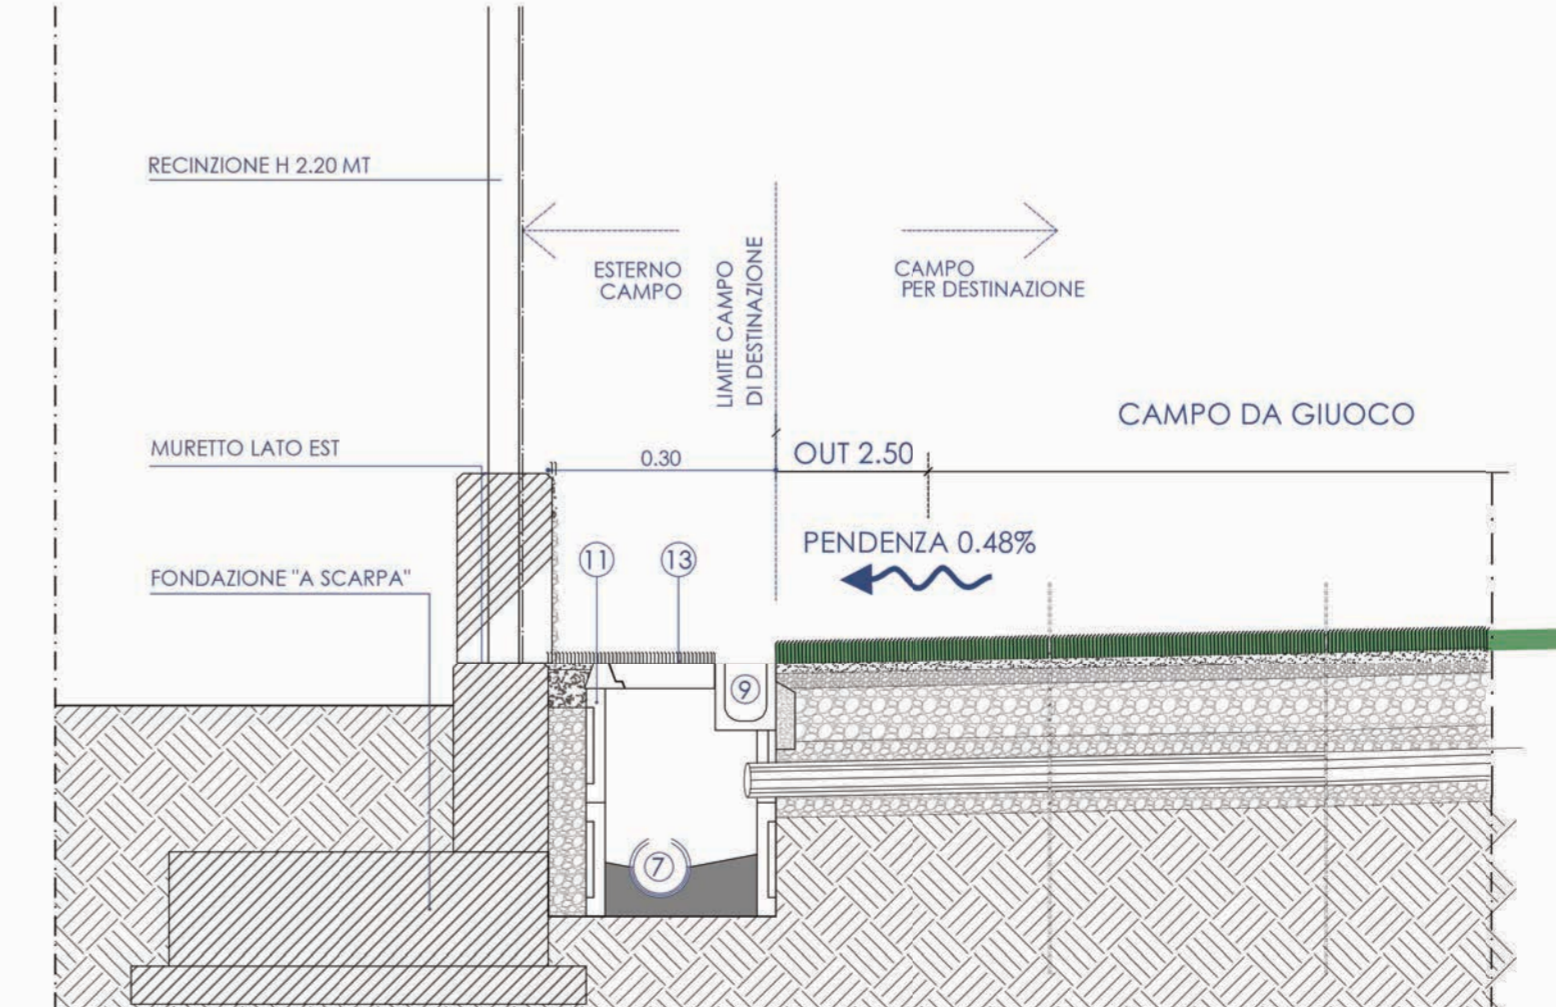 RECINZIONE H 2.20 MT
ESTERNO
CAMPO
LIMITE CAMPO
DI DESTINAZIONE
CAMPO
PER DESTINAZIONE
CAMPO DA GIUOCO
MURETTO LATO EST
0.30
OUT 2.50
PENDENZA 0.48%
FONDAZIONE "A SCARPA"
11
13
9
7